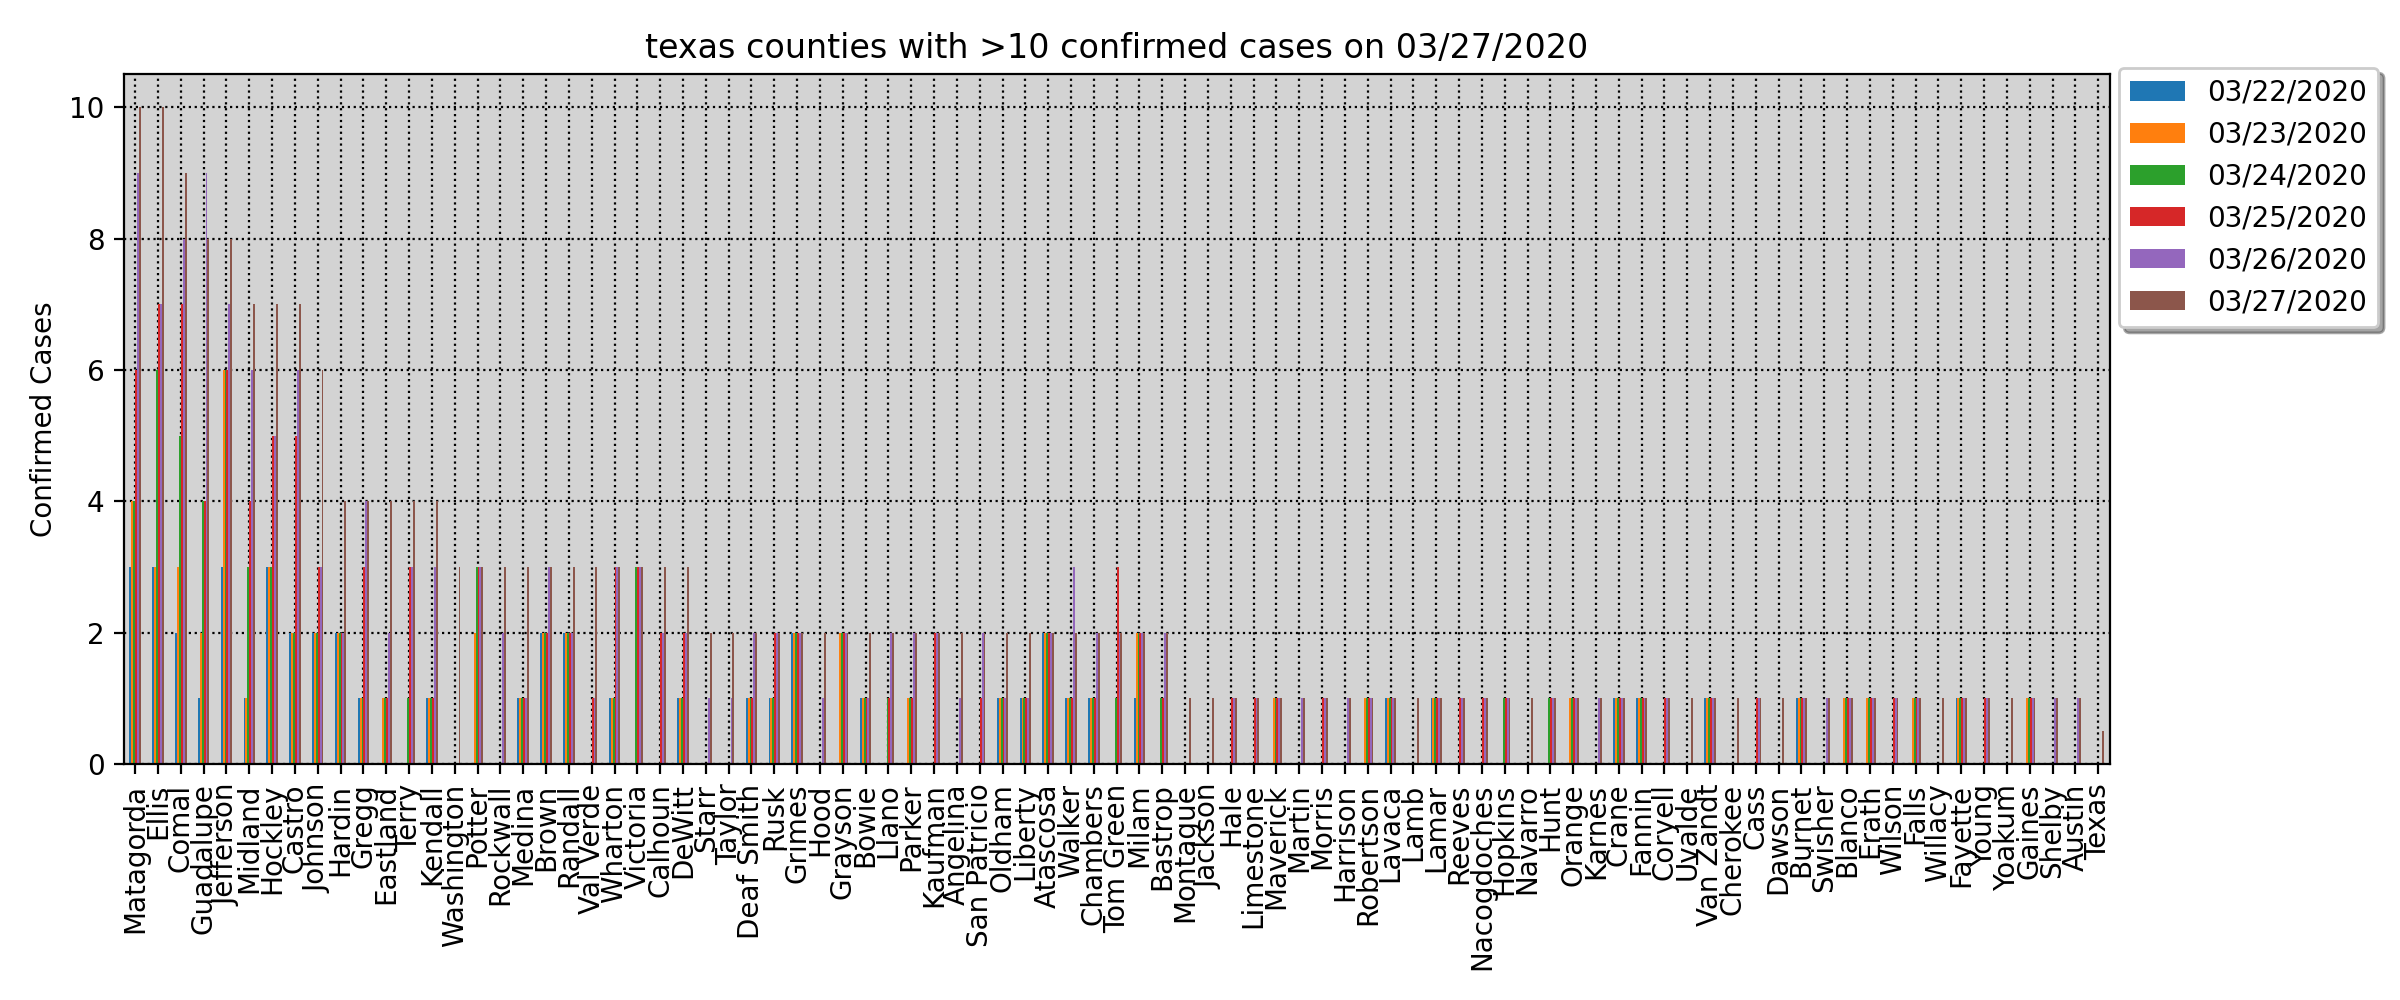 texas counties with >10 confirmed cases on 03/27/2020
Confirmed Cases
10
8
6
4
2
0
03/22/2020
03/23/2020
03/24/2020
03/25/2020
03/26/2020
03/27/2020
Matagorda
Ellis
Comal
Guadalupe
Jefferson
Midland
Hockley
Castro
Johnson
Hardin
Gregg
Eastland
Terry
Kendall
Washington
Potter
Rockwall
Medina
Brown
Randall
Val Verde
Wharton
Victoria
Calhoun
DeWitt
Starr
Taylor
Deaf Smith
Rusk
Grimes
Hood
Grayson
Bowie
Llano
Parker
Kaufman
Angelina
San Patricio
Oldham
Liberty
Atascosa
Walker
Chambers
Tom Green
Milam
Bastrop
Montague
Jackson
Hale
Limestone
Maverick
Martin
Morris
Harrison
Robertson
Lavaca
Lamb
Lamar
Reeves
Nacogdoches
Hopkins
Navarro
Hunt
Orange
Karnes
Crane
Fannin
Coryell
Uvalde
Van Zandt
Cherokee
Cass
Dawson
Burnet
Swisher
Blanco
Erath
Wilson
Falls
Willacy
Fayette
Young
Yoakum
Gaines
Shelby
Austin
Texas